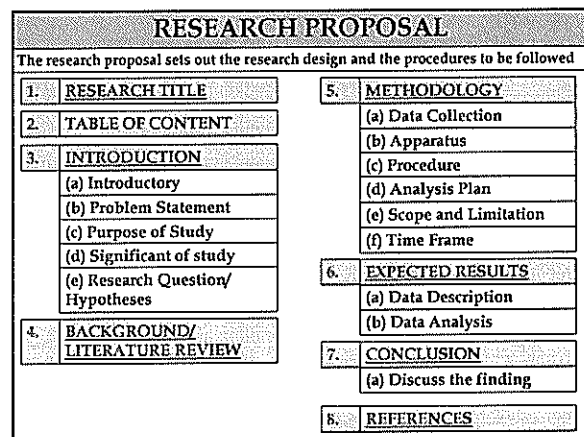 RESEARCH PROPOSAL
The research proposal sets out the research design and the procedures to be followed
1. RESEARCH TITLE
2. TABLE OF CONTENT
3. INTRODUCTION
(a) Introductory
(b) Problem Statement
(c) Purpose of Study
(d) Significant of study
(e) Research Question/
Hypotheses
4. BACKGROUND/
LITERATURE REVIEW
5. METHODOLOGY
(a) Data Collection
(b) Apparatus
(c) Procedure
(d) Analysis Plan
(e) Scope and Limitation
(f) Time Frame
6. EXPECTED RESULTS
(a) Data Description
(b) Data Analysis
7. CONCLUSION
(a) Discuss the finding
8. REFERENCES